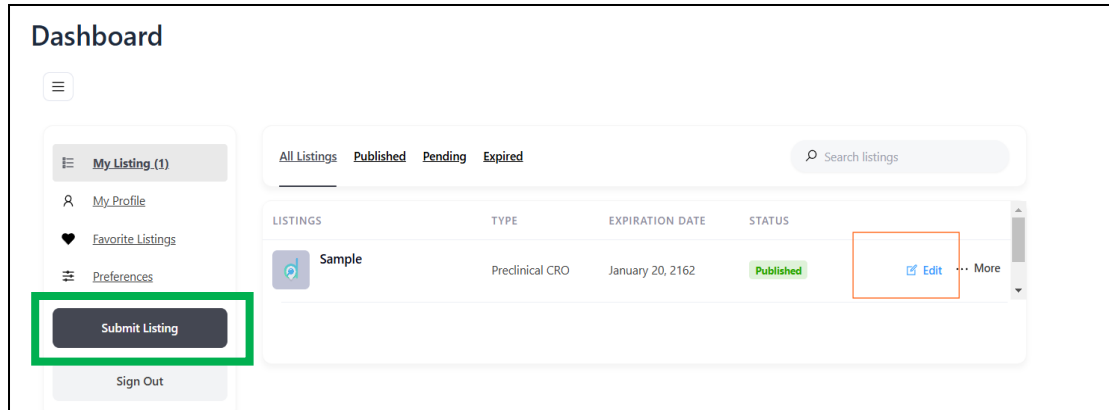 Dashboard
My Listing (1)
My Profile
Favorite Listings
Preferences
Submit Listing
Sign Out
All Listings Published Pending Expired
Search listings
LISTINGS TYPE EXPIRATION DATE STATUS
Sample Preclinical CRO January 20, 2162 Published Edit ··· More